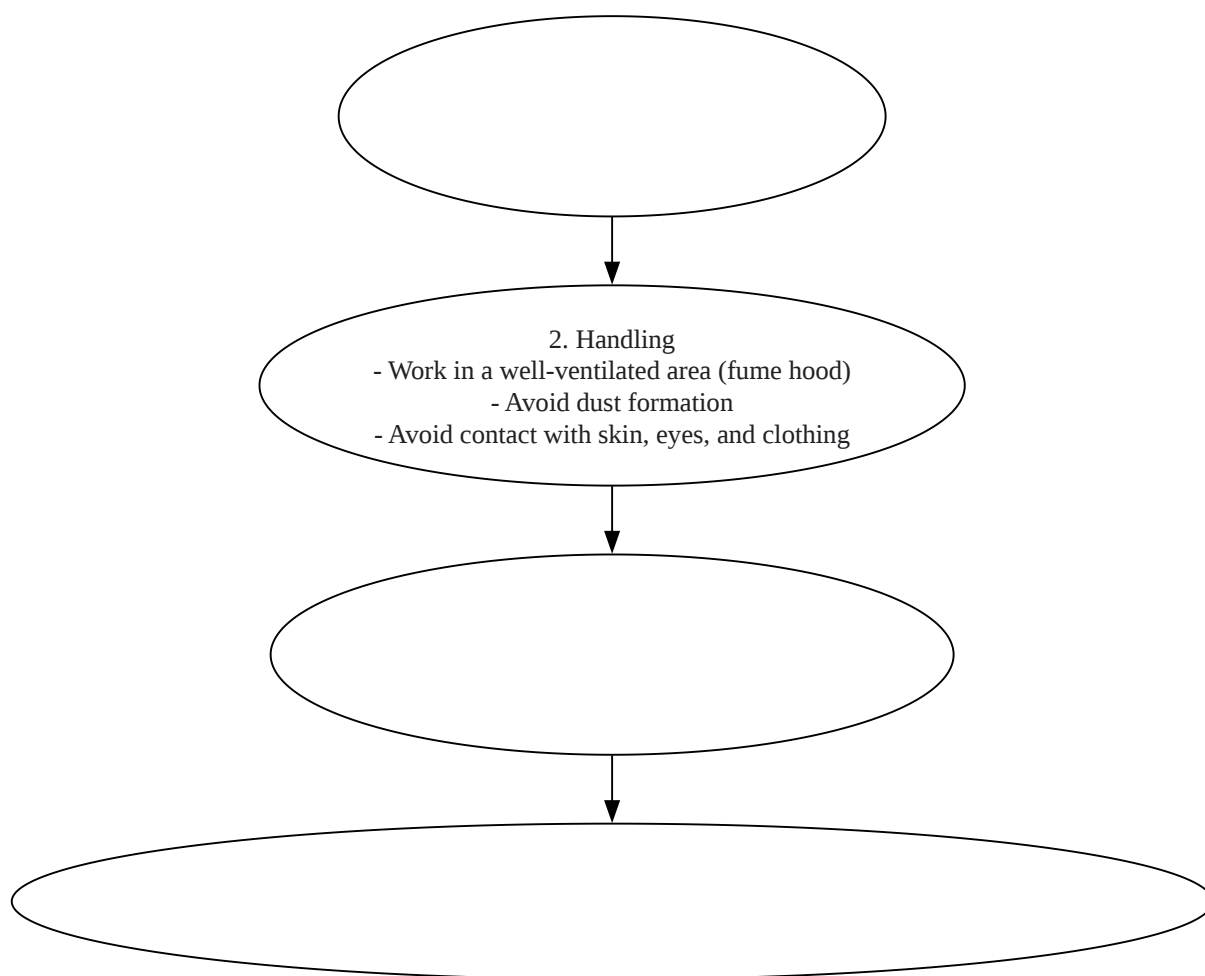 2. Handling
- Work in a well-ventilated area (fume hood)
- Avoid dust formation
- Avoid contact with skin, eyes, and clothing